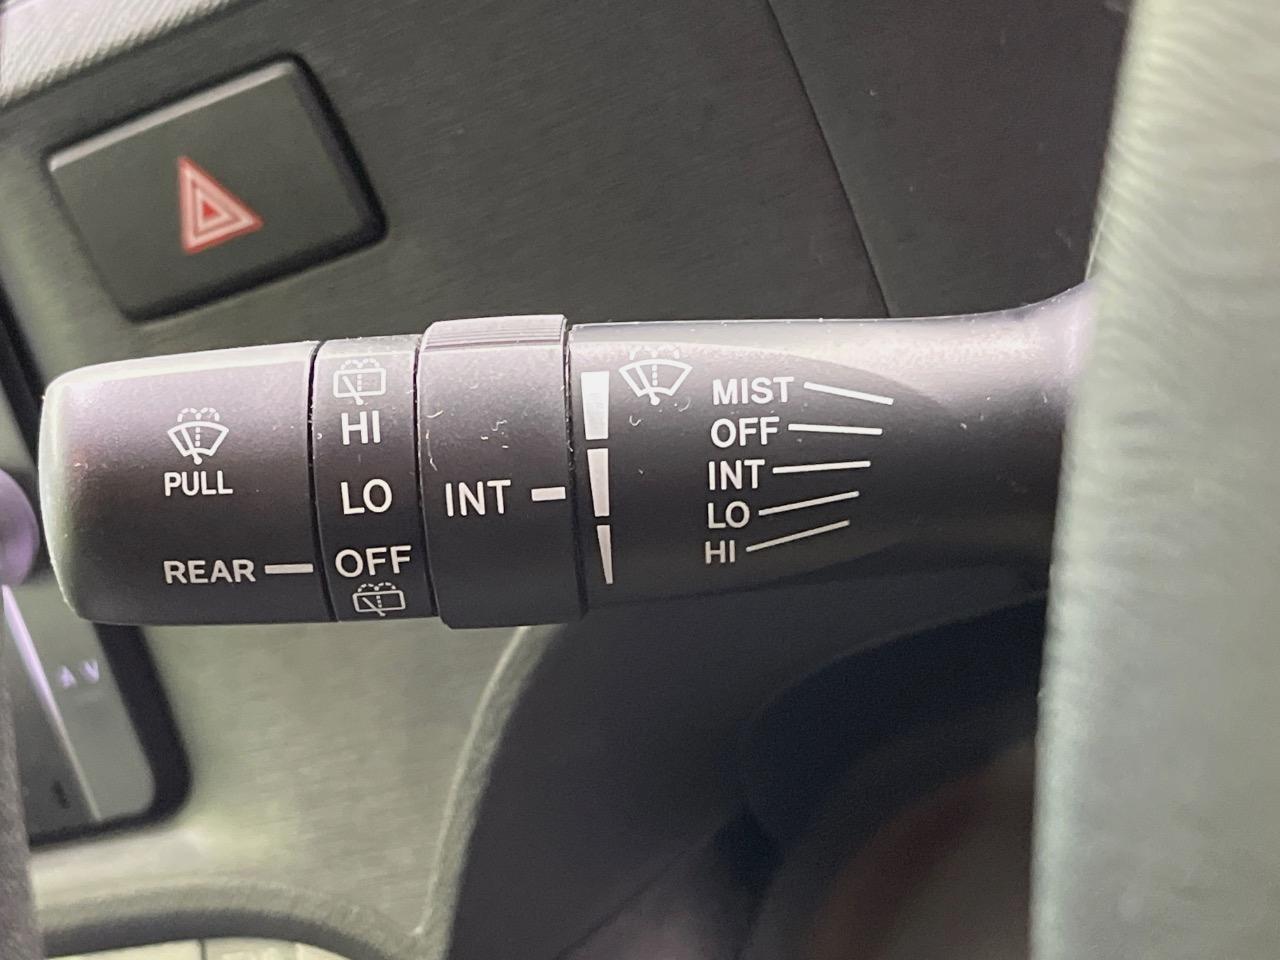 PULL
REAR
HI
LO
OFF
INT
MIST
OFF
INT
LO
HI